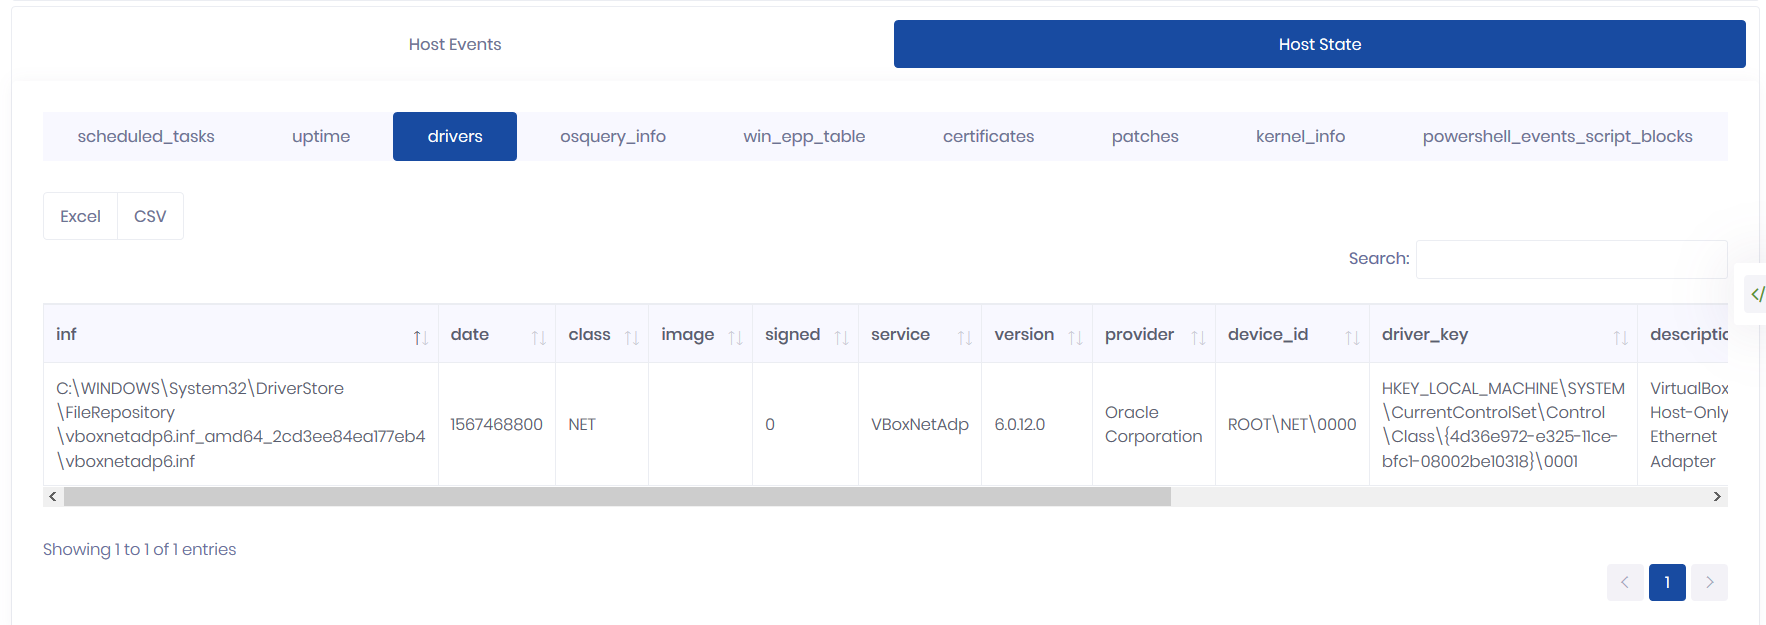 Host Events
Host State
scheduled_tasks
uptime
drivers
osquery_info
win_epp_table
certificates
patches
kernel_info
powershell_events_script_blocks
Excel
CSV
Search:
inf
date
class
image
signed
service
version
provider
device_id
driver_key
descriptic
C:\WINDOWS\System32\DriverStore
\FileRepository
\vboxnetadp6.inf_amd64_2cd3ee84ea177eb4
\vboxnetadp6.inf
1567468800
NET
0
VBoxNetAdp
6.0.12.0
Oracle
Corporation
ROOT\NET\0000
HKEY_LOCAL_MACHINE\SYSTEM
\CurrentControlSet\Control
\Class\{4d36e972-e325-11ce-
bfc1-08002be10318}\0001
VirtualBox
Host-Only
Ethernet
Adapter
Showing 1 to 1 of 1 entries
1